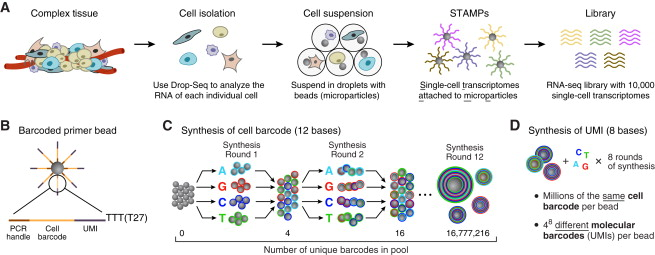 A
Complex tissue
Cell isolation
Cell suspension
STAMPs
Library
Use Drop-Seq to analyze the
RNA of each individual cell
Suspend in droplets with
beads (microparticles)
Single-cell transcriptomes
attached to microparticles
RNA-seq library with 10,000
single-cell transcriptomes
B
Barcoded primer bead
TTT(T27)
PCR
handle
Cell
barcode
UMI
C
Synthesis of cell barcode (12 bases)
Synthesis
Round 1
Synthesis
Round 2
Synthesis
Round 12
A
G
C
T
A
G
C
T
...
0
4
16
16,777,216
Number of unique barcodes in pool
D
Synthesis of UMI (8 bases)
+
C
T
A
G
×
8 rounds
of synthesis
• Millions of the same cell
barcode per bead
• 4⁸ different molecular
barcodes (UMIs) per bead